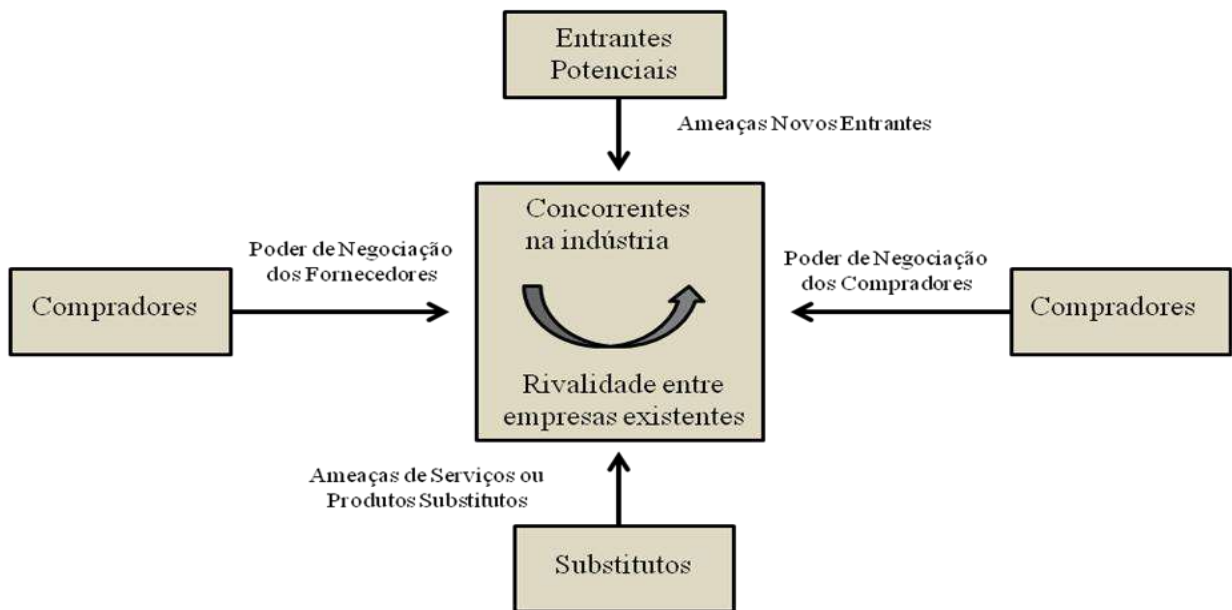 Entrantes
Potenciais
Ameaças Novos Entrantes
Concorrentes
na indústria
Poder de Negociação
dos Fornecedores
Poder de Negociação
dos Compradores
Compradores
Compradores
Rivalidade entre
empresas existentes
Ameaças de Serviços ou
Produtos Substitutos
Substitutos